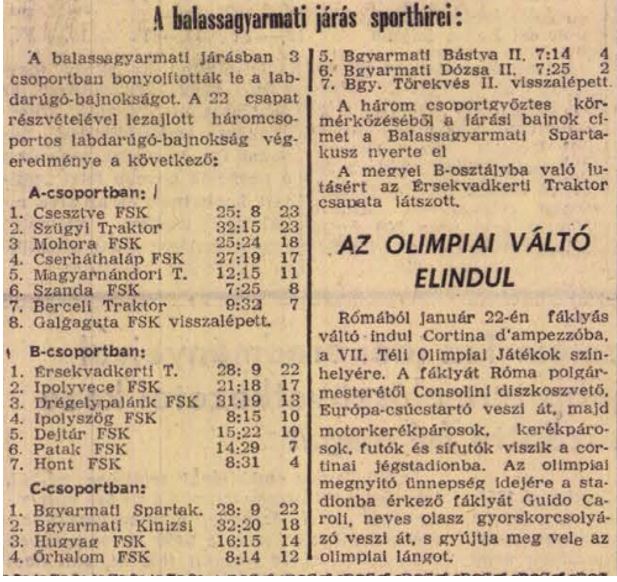 A balassagyarmati járás sporthírei:
A balassagyarmati járásban 3
csoportban bonyolították le a lab-
darúgó-bajnokságot. A 22 csapat
részvételével lezajlott háromcso-
portos labdarúgó-bajnokság vég-
eredménye a következő:
A-csoportban:
1. Csesztve FSK 25: 8 23
2. Szügyi Traktor 32:15 23
3 Mohora FSK 25:24 18
4. Cserháthaláp FSK 27:19 17
5. Magyarnándori T. 12:15 11
6. Szanda FSK 7:25 8
7. Berceli Traktor 9:32 7
8. Galgaguta FSK visszalépett.
B-csoportban:
1. Érsekvadkerti T. 28: 9 22
2. Ipolyvece FSK 21:18 17
3. Drégelypalánk FSK 31:19 13
4. Ipolyszög FSK 8:15 10
5. Dejtár FSK 15:22 10
6. Patak FSK 14:29 7
7. Hont FSK 8:31 4
C-csoportban:
1. Bgyarmati Spartak. 28: 9 22
2. Bgyarmati Kinizsi 32:20 18
3. Hugyag FSK 16:15 14
4. Őrhalom FSK 8:14 12
5. Bgyarmati Bástya II. 7:14 4
6. Bgyarmati Dózsa II. 7:25 2
7. Bgy. Törekvés II. visszalépett.
A három csoportgyőztes kör-
mérkőzéséből a járási bajnok cí-
met a Balassagyarmati Sparta-
kusz nyerte el
A megyei B-osztályba való ju-
tásért az Érsekvadkerti Traktor
csapata játszott.
AZ OLIMPIAI VÁLTÓ
ELINDUL
Rómából január 22-én fáklyás
váltó indul Cortina d'ampezzóba,
a VII. Téli Olimpiai Játékok szín-
helyére. A fáklyát Róma polgár-
mesterétől Consolini diszkoszvető,
Európa-csúcstartó veszi át, majd
motorkerékpárosok, kerékpáro-
sok, futók és sífutók viszik a cor-
tinai jégstadionba. Az olimpiai
megnyitó ünnepség idejére a sta-
dionba érkező fáklyát Guido Ca-
roli, neves olasz gyorskorcsolyá-
zó veszi át, s gyújtja meg vele az
olimpiai lángot.